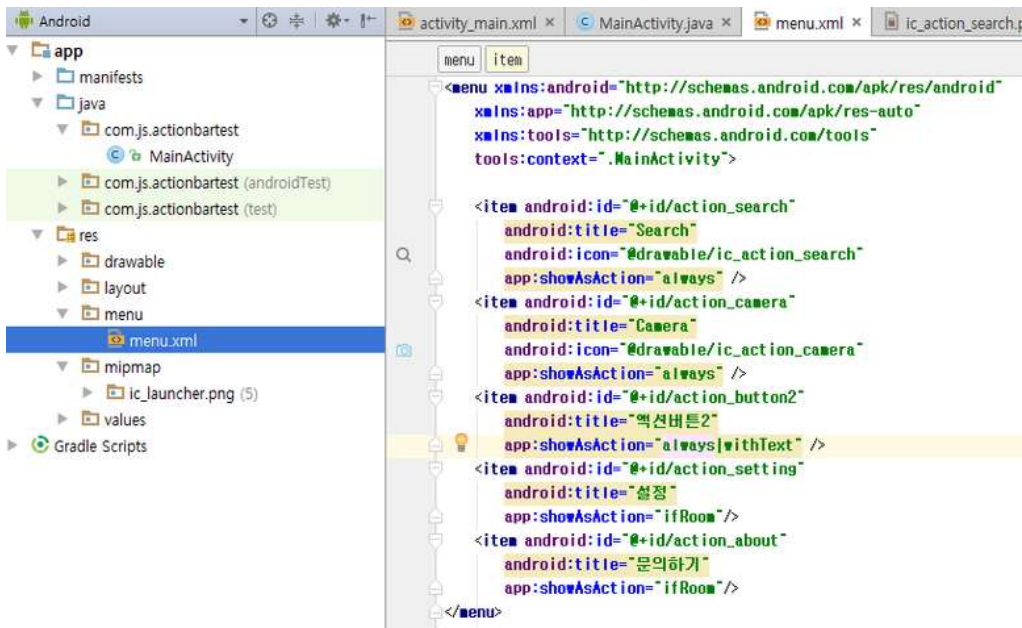 Android
app
manifests
java
com.js.actionbartest
MainActivity
com.js.actionbartest (androidTest)
com.js.actionbartest (test)
res
drawable
layout
menu
menu.xml
mipmap
ic_launcher.png (5)
values
Gradle Scripts
activity_main.xml MainActivity.java menu.xml ic_action_search.p
menu item
<menu xmlns:android="http://schemas.android.com/apk/res/android"
xmlns:app="http://schemas.android.com/apk/res-auto"
xmlns:tools="http://schemas.android.com/tools"
tools:context=".MainActivity">
<item android:id="@+id/action_search"
android:title="Search"
android:icon="@drawable/ic_action_search"
app:showAsAction="always" />
<item android:id="@+id/action_camera"
android:title="Camera"
android:icon="@drawable/ic_action_camera"
app:showAsAction="always" />
<item android:id="@+id/action_button2"
android:title="액션버튼2"
app:showAsAction="always|withText" />
<item android:id="@+id/action_setting"
android:title="설정"
app:showAsAction="ifRoom"/>
<item android:id="@+id/action_about"
android:title="문의하기"
app:showAsAction="ifRoom"/>
</menu>